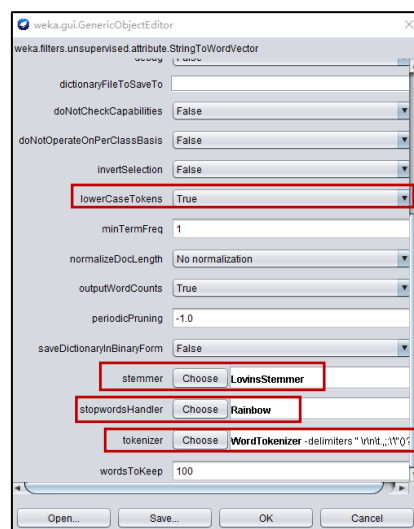 weka.gui.GenericObjectEditor
weka.filters.unsupervised.attribute.StringToWordVector
debug False
dictionaryFileToSaveTo
doNotCheckCapabilities False
doNotOperateOnPerClassBasis False
invertSelection False
lowerCaseTokens True
minTermFreq 1
normalizeDocLength No normalization
outputWordCounts True
periodicPruning -1.0
saveDictionaryInBinaryForm False
stemmer Choose LovinsStemmer
stopwordsHandler Choose Rainbow
tokenizer Choose WordTokenizer -delimiters " \r\n\t.,;:\'\"()?
wordsToKeep 100
Open... Save... OK Cancel